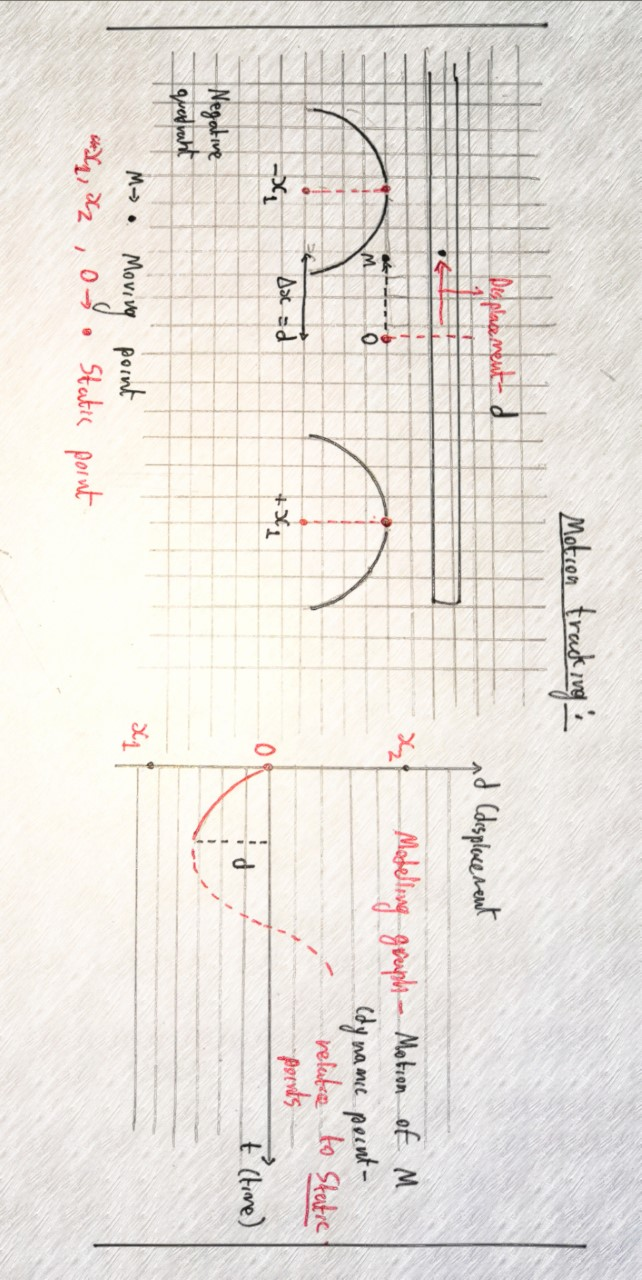 Motion tracking :-
Displacement - d
M
O
Δx = d
-x₁
+x₁
Negative
quadrant
M → • Moving point
-x₁, x₂ , O → • Static point
d (displacement
x₂
O
x₁
d
t (time)
Modelling graph - Motion of M
(dynamic point -
relative to Static
points